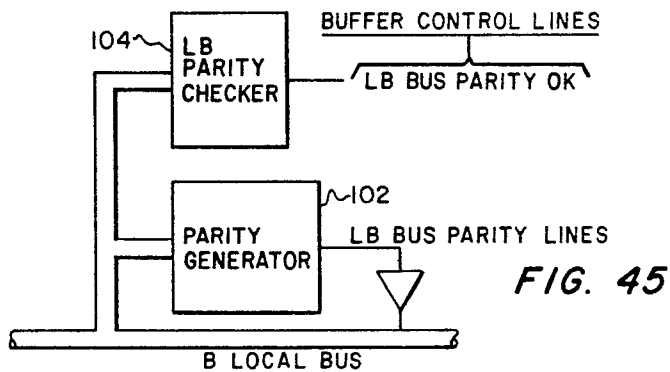 BUFFER CONTROL LINES
104
LB
PARITY
CHECKER
LB BUS PARITY OK
102
PARITY
GENERATOR
LB BUS PARITY LINES
FIG. 45
B LOCAL BUS